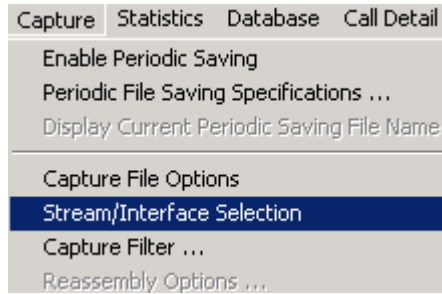 Capture Statistics Database Call Detail
Enable Periodic Saving
Periodic File Saving Specifications ...
Display Current Periodic Saving File Name
Capture File Options
Stream/Interface Selection
Capture Filter ...
Reassembly Options ...